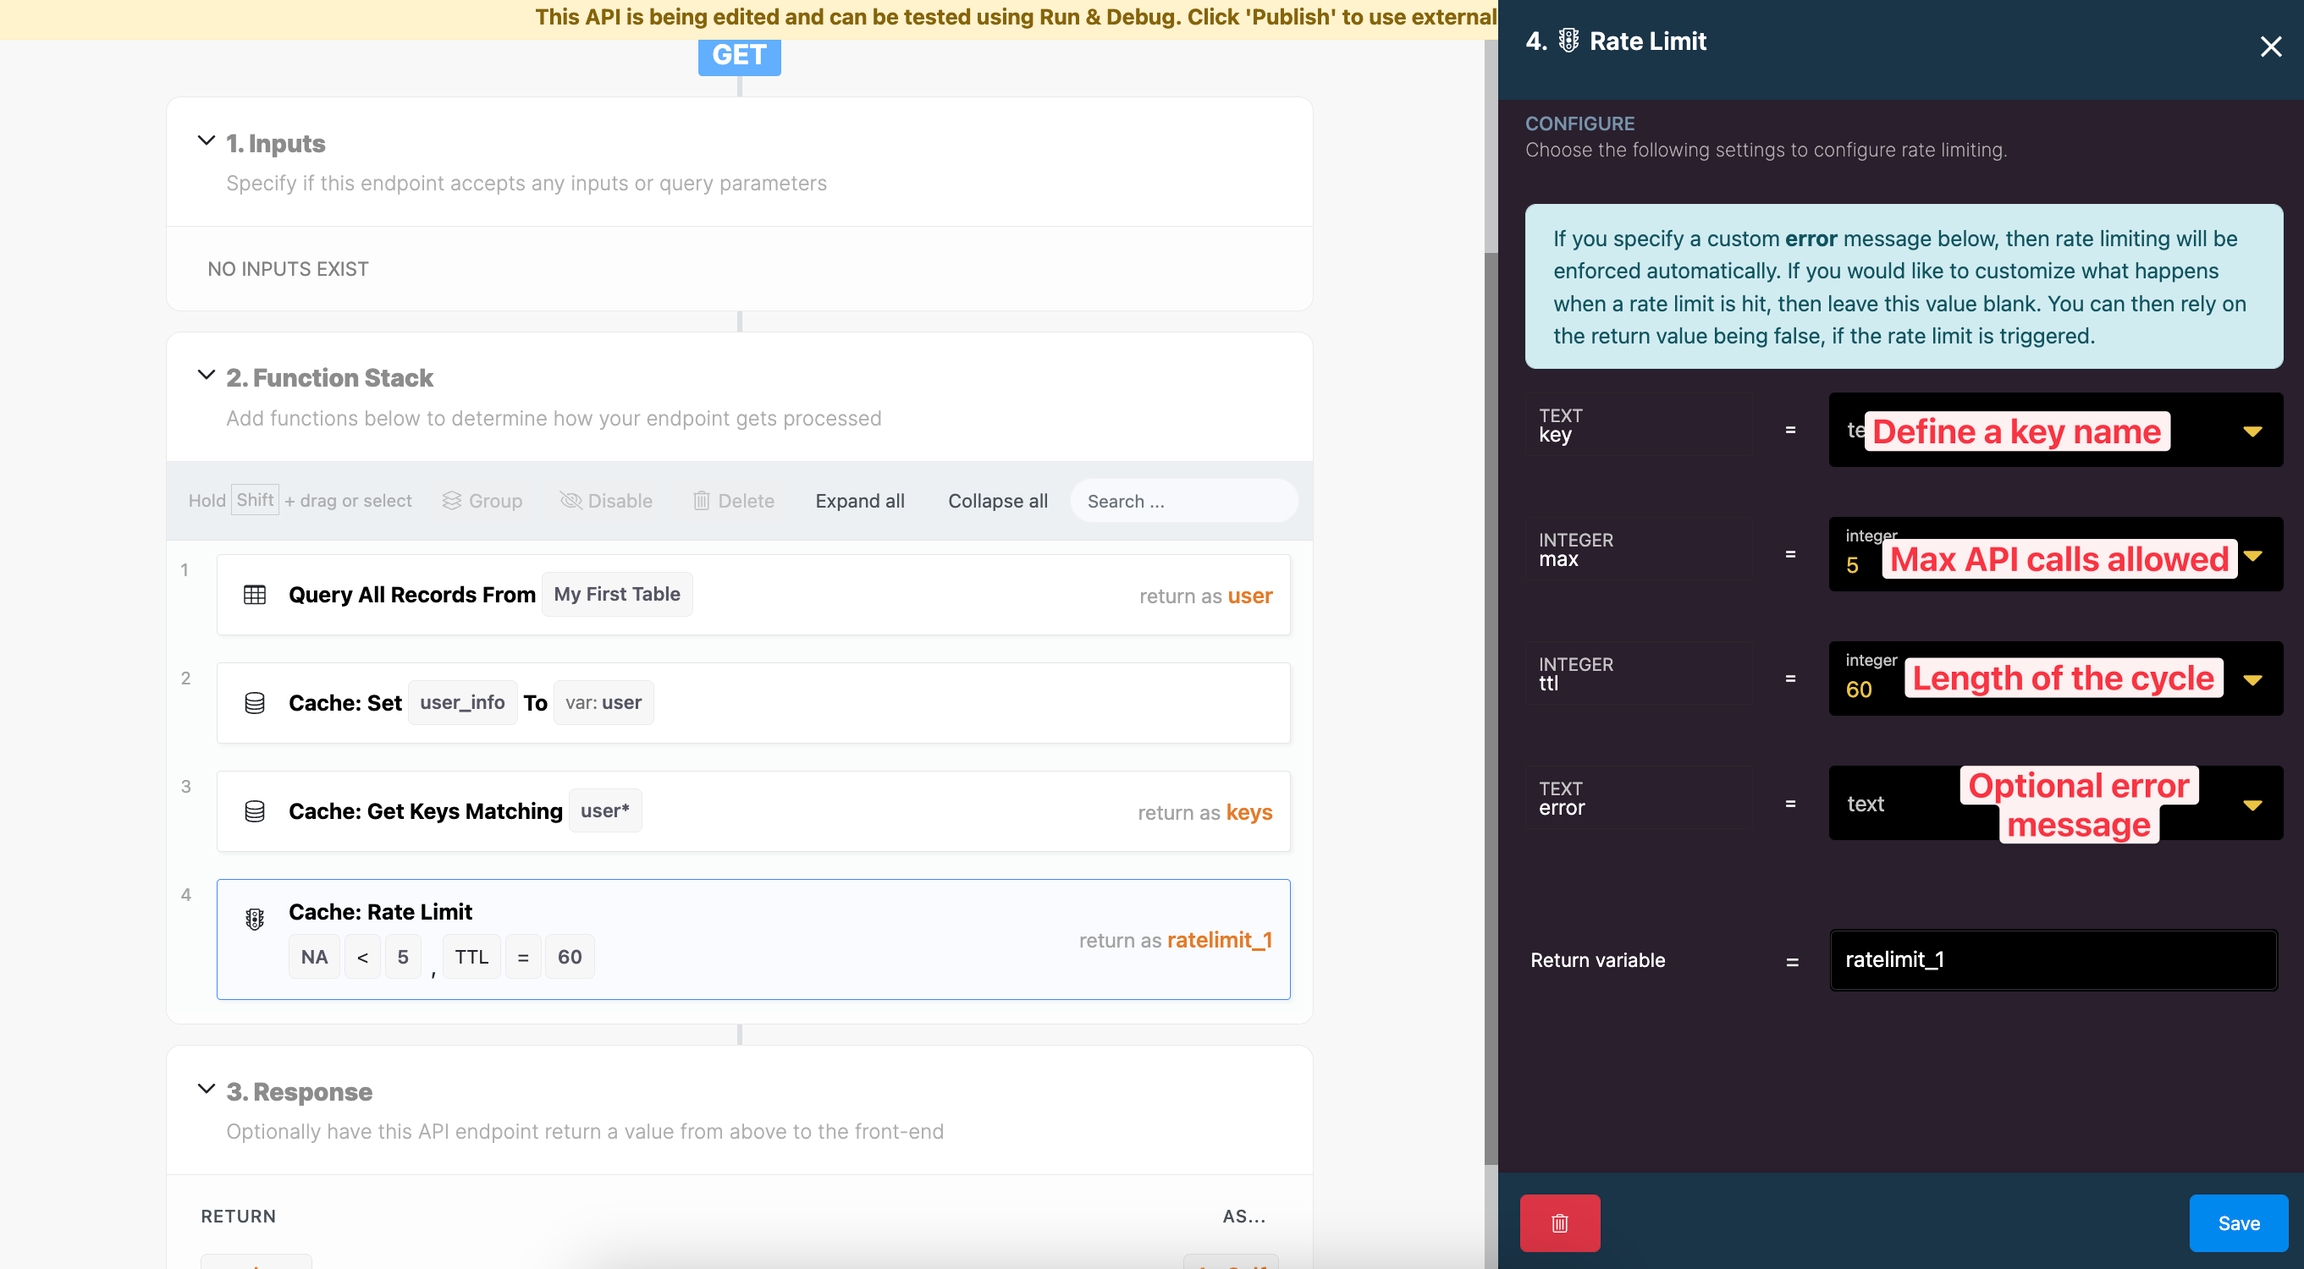 This API is being edited and can be tested using Run & Debug. Click 'Publish' to use external
GET
1. Inputs
Specify if this endpoint accepts any inputs or query parameters
NO INPUTS EXIST
2. Function Stack
Add functions below to determine how your endpoint gets processed
Hold Shift + drag or select Group Disable Delete Expand all Collapse all Search ...
1
Query All Records From My First Table return as user
2
Cache: Set user_info To var: user
3
Cache: Get Keys Matching user* return as keys
4
Cache: Rate Limit
NA < 5 , TTL = 60
return as ratelimit_1
3. Response
Optionally have this API endpoint return a value from above to the front-end
RETURN AS...
4. Rate Limit
CONFIGURE
Choose the following settings to configure rate limiting.
If you specify a custom error message below, then rate limiting will be
enforced automatically. If you would like to customize what happens
when a rate limit is hit, then leave this value blank. You can then rely on
the return value being false, if the rate limit is triggered.
TEXT
key
=
te Define a key name
INTEGER
max
=
integer
5 Max API calls allowed
INTEGER
ttl
=
integer
60 Length of the cycle
TEXT
error
=
text
Optional error
message
Return variable = ratelimit_1
Save